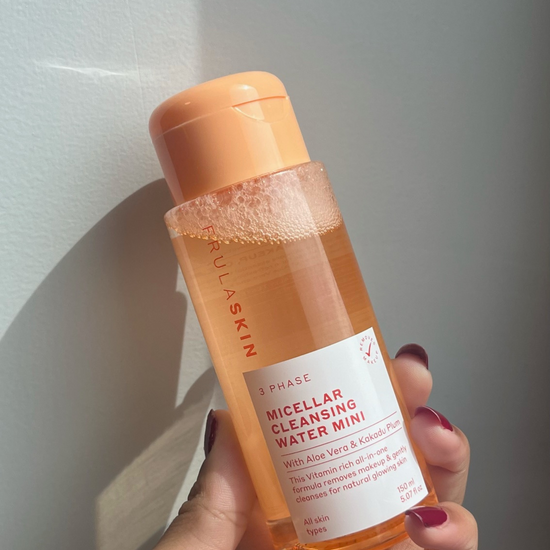 FRULASKIN
3 PHASE
MICELLAR
CLEANSING
WATER MINI
With Aloe Vera & Kakadu Plum
This Vitamin rich all-in-one
formula removes makeup & gently
cleanses for natural glowing skin
All skin
types
150 ml
5.07 fl oz